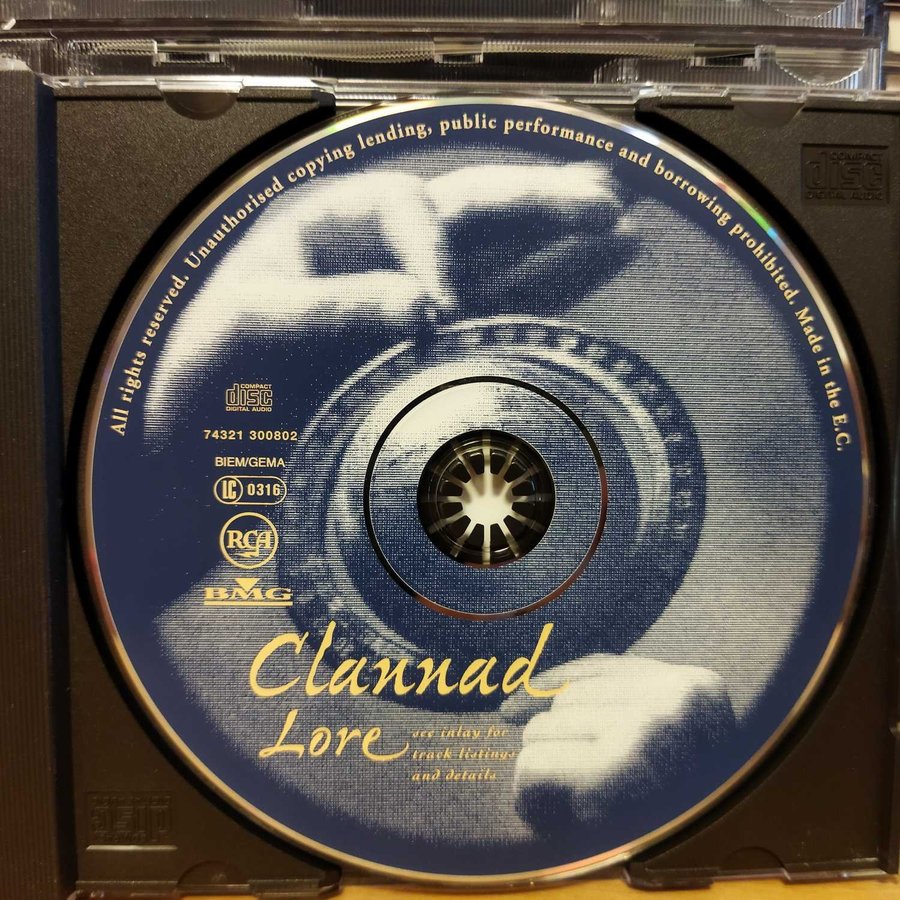 All rights reserved. Unauthorised copying lending, public performance and borrowing prohibited. Made in the E.C.
COMPACT
disc
DIGITAL AUDIO
COMPACT
disc
DIGITAL AUDIO
74321 300802
BIEM/GEMA
LC 0316
RCA
BMG
Clannad
Lore
see inlay for
track listings
and details